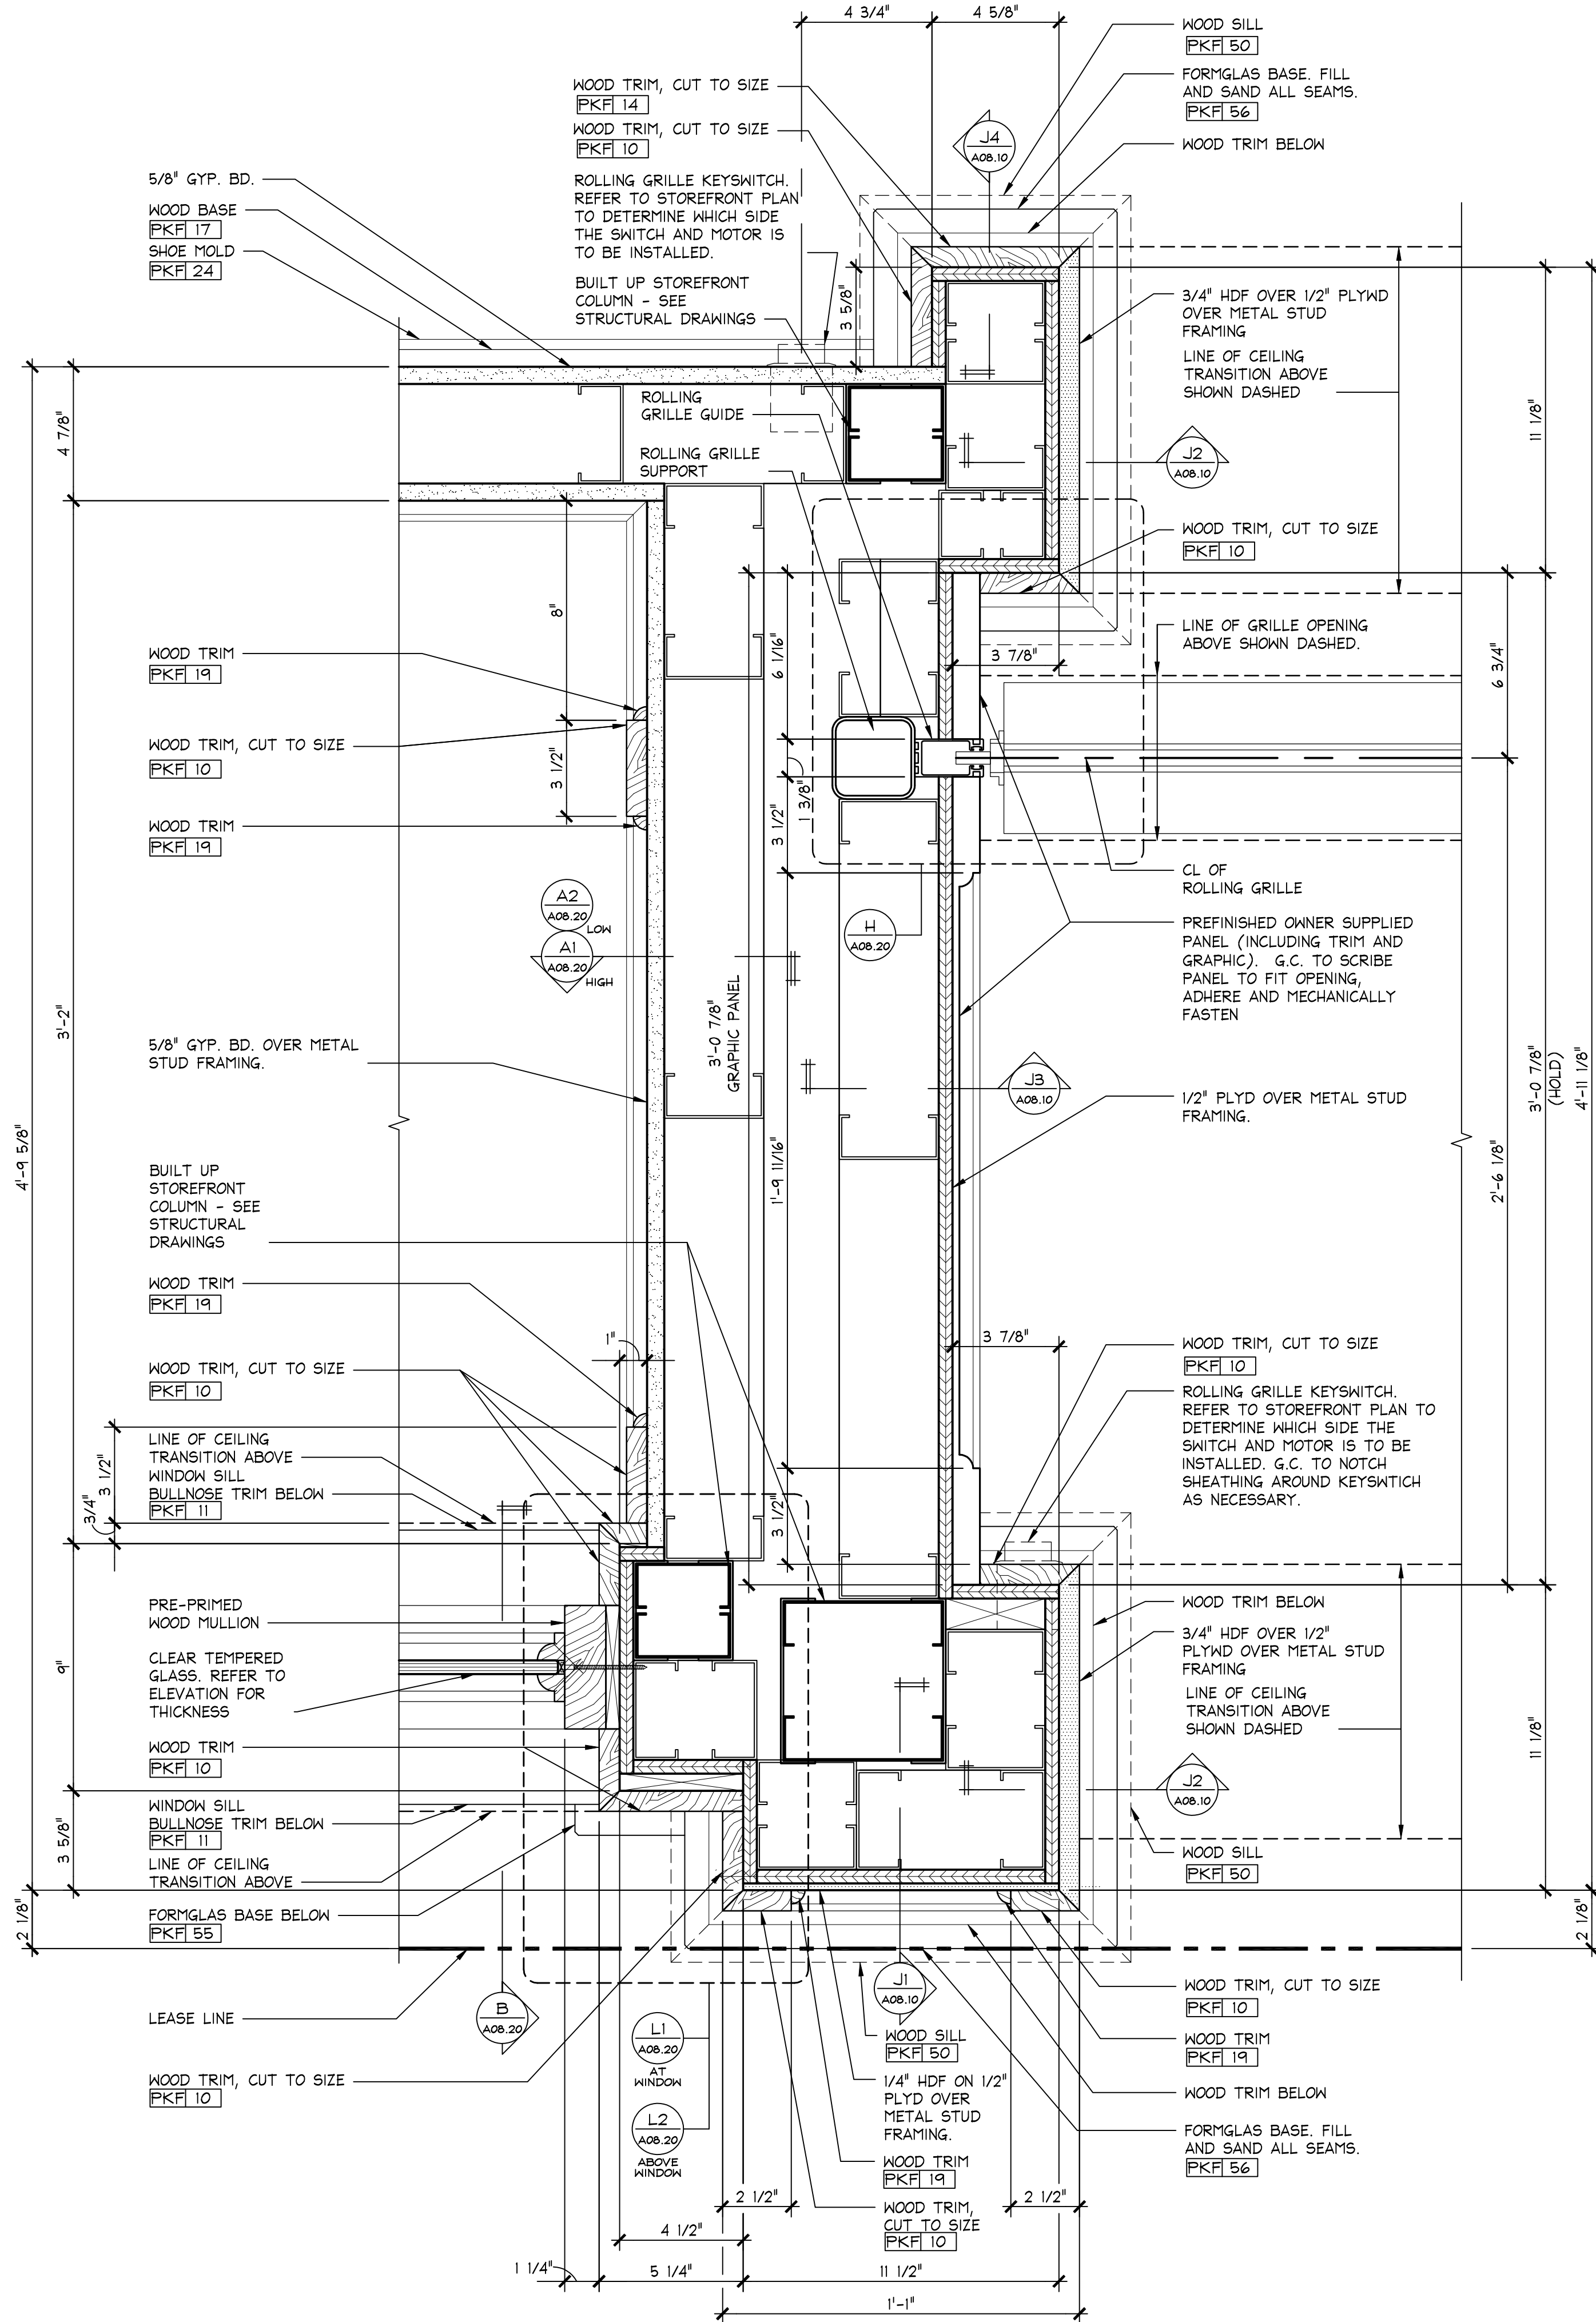 4 3/4"
4 5/8"
WOOD SILL
PKF 50
FORMGLAS BASE. FILL
AND SAND ALL SEAMS.
PKF 56
WOOD TRIM BELOW
WOOD TRIM, CUT TO SIZE
PKF 14
WOOD TRIM, CUT TO SIZE
PKF 10
ROLLING GRILLE KEYSWITCH.
REFER TO STOREFRONT PLAN
TO DETERMINE WHICH SIDE
THE SWITCH AND MOTOR IS
TO BE INSTALLED.
BUILT UP STOREFRONT
COLUMN - SEE
STRUCTURAL DRAWINGS
J4
A08.10
5/8" GYP. BD.
WOOD BASE
PKF 17
SHOE MOLD
PKF 24
3 5/8"
3/4" HDF OVER 1/2" PLYWD
OVER METAL STUD
FRAMING
LINE OF CEILING
TRANSITION ABOVE
SHOWN DASHED
11 1/8"
4 7/8"
ROLLING
GRILLE GUIDE
ROLLING GRILLE
SUPPORT
J2
A08.10
WOOD TRIM, CUT TO SIZE
PKF 10
LINE OF GRILLE OPENING
ABOVE SHOWN DASHED.
3 7/8"
6 3/4"
8"
6 1/16"
WOOD TRIM
PKF 19
WOOD TRIM, CUT TO SIZE
PKF 10
3 1/2"
1 3/8"
3 1/2"
WOOD TRIM
PKF 19
CL OF
ROLLING GRILLE
A2
A08.20
LOW
A1
A08.20
HIGH
H
A08.20
PREFINISHED OWNER SUPPLIED
PANEL (INCLUDING TRIM AND
GRAPHIC). G.C. TO SCRIBE
PANEL TO FIT OPENING,
ADHERE AND MECHANICALLY
FASTEN
3'-2"
3'-0 7/8"
GRAPHIC PANEL
5/8" GYP. BD. OVER METAL
STUD FRAMING.
J3
A08.10
1/2" PLYD OVER METAL STUD
FRAMING.
3'-0 7/8"
(HOLD)
4'-11 1/8"
4'-9 5/8"
1'-9 11/16"
2'-6 1/8"
BUILT UP
STOREFRONT
COLUMN - SEE
STRUCTURAL
DRAWINGS
WOOD TRIM
PKF 19
1"
3 7/8"
WOOD TRIM, CUT TO SIZE
PKF 10
WOOD TRIM, CUT TO SIZE
PKF 10
ROLLING GRILLE KEYSWITCH.
REFER TO STOREFRONT PLAN TO
DETERMINE WHICH SIDE THE
SWITCH AND MOTOR IS TO BE
INSTALLED. G.C. TO NOTCH
SHEATHING AROUND KEYSWTICH
AS NECESSARY.
LINE OF CEILING
TRANSITION ABOVE
WINDOW SILL
BULLNOSE TRIM BELOW
PKF 11
3 1/2"
3/4"
3 1/2"
PRE-PRIMED
WOOD MULLION
CLEAR TEMPERED
GLASS. REFER TO
ELEVATION FOR
THICKNESS
9"
WOOD TRIM BELOW
3/4" HDF OVER 1/2"
PLYWD OVER METAL STUD
FRAMING
LINE OF CEILING
TRANSITION ABOVE
SHOWN DASHED
11 1/8"
WOOD TRIM
PKF 10
J2
A08.10
WINDOW SILL
BULLNOSE TRIM BELOW
PKF 11
LINE OF CEILING
TRANSITION ABOVE
3 5/8"
WOOD SILL
PKF 50
FORMGLAS BASE BELOW
PKF 55
2 1/8"
2 1/8"
LEASE LINE
B
A08.20
J1
A08.10
WOOD TRIM, CUT TO SIZE
PKF 10
L1
A08.20
AT
WINDOW
WOOD SILL
PKF 50
WOOD TRIM
PKF 19
WOOD TRIM, CUT TO SIZE
PKF 10
1/4" HDF ON 1/2"
PLYD OVER
METAL STUD
FRAMING.
WOOD TRIM BELOW
L2
A08.20
ABOVE
WINDOW
FORMGLAS BASE. FILL
AND SAND ALL SEAMS.
PKF 56
WOOD TRIM
PKF 19
2 1/2"
2 1/2"
WOOD TRIM,
CUT TO SIZE
PKF 10
4 1/2"
1 1/4"
5 1/4"
11 1/2"
1'-1"